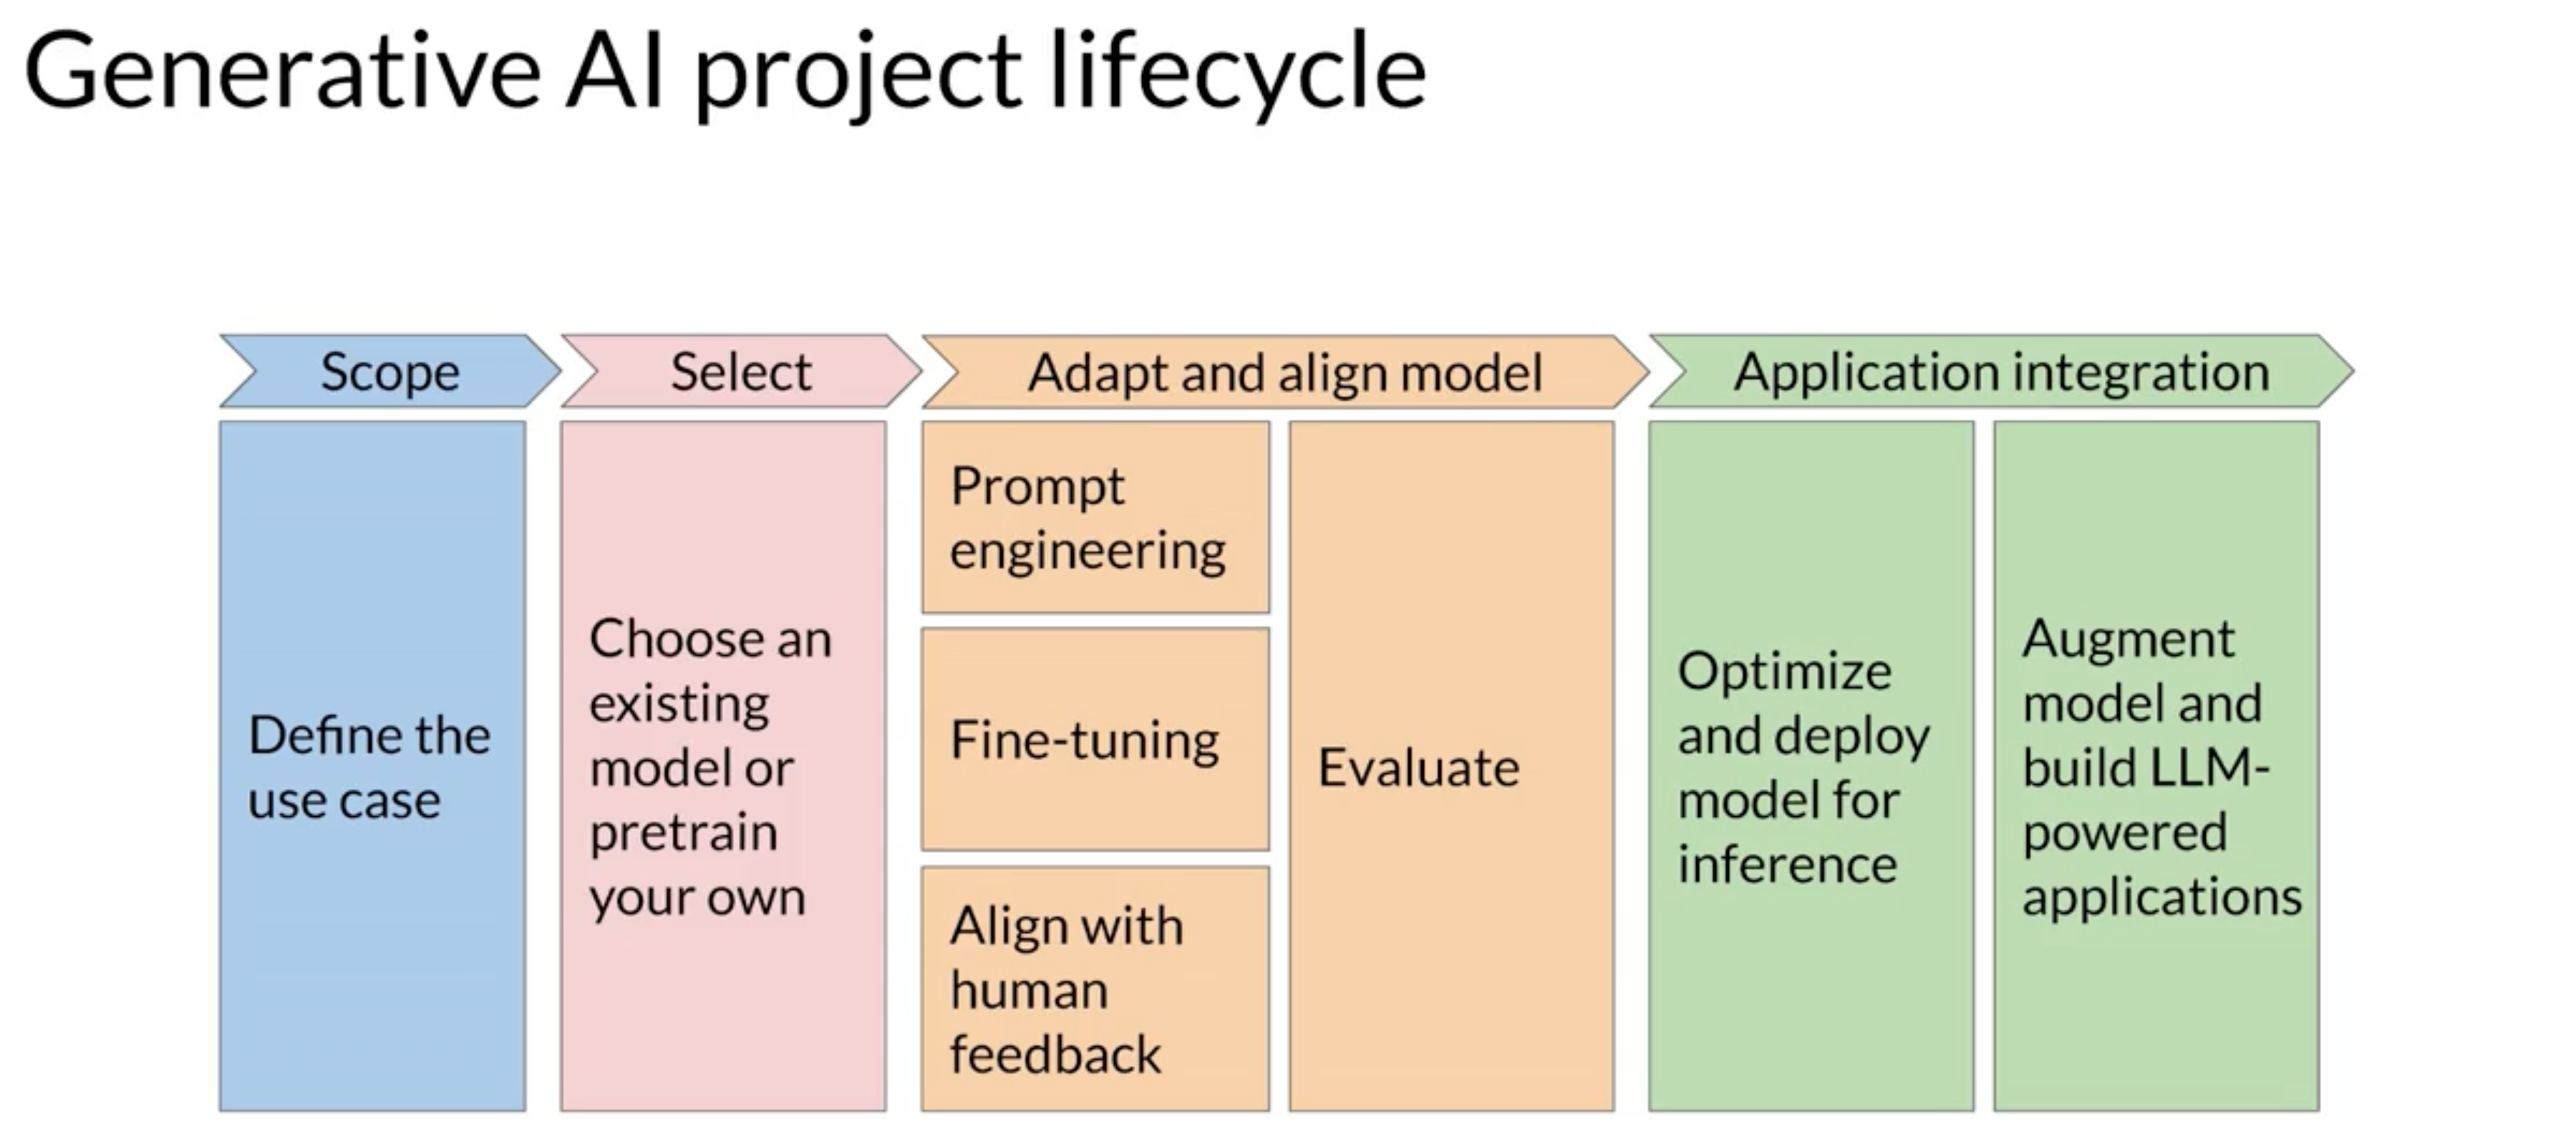 Generative AI project lifecycle
Scope
Select
Adapt and align model
Application integration
Define the
use case
Choose an
existing
model or
pretrain
your own
Prompt
engineering
Fine-tuning
Align with
human
feedback
Evaluate
Optimize
and deploy
model for
inference
Augment
model and
build LLM-
powered
applications